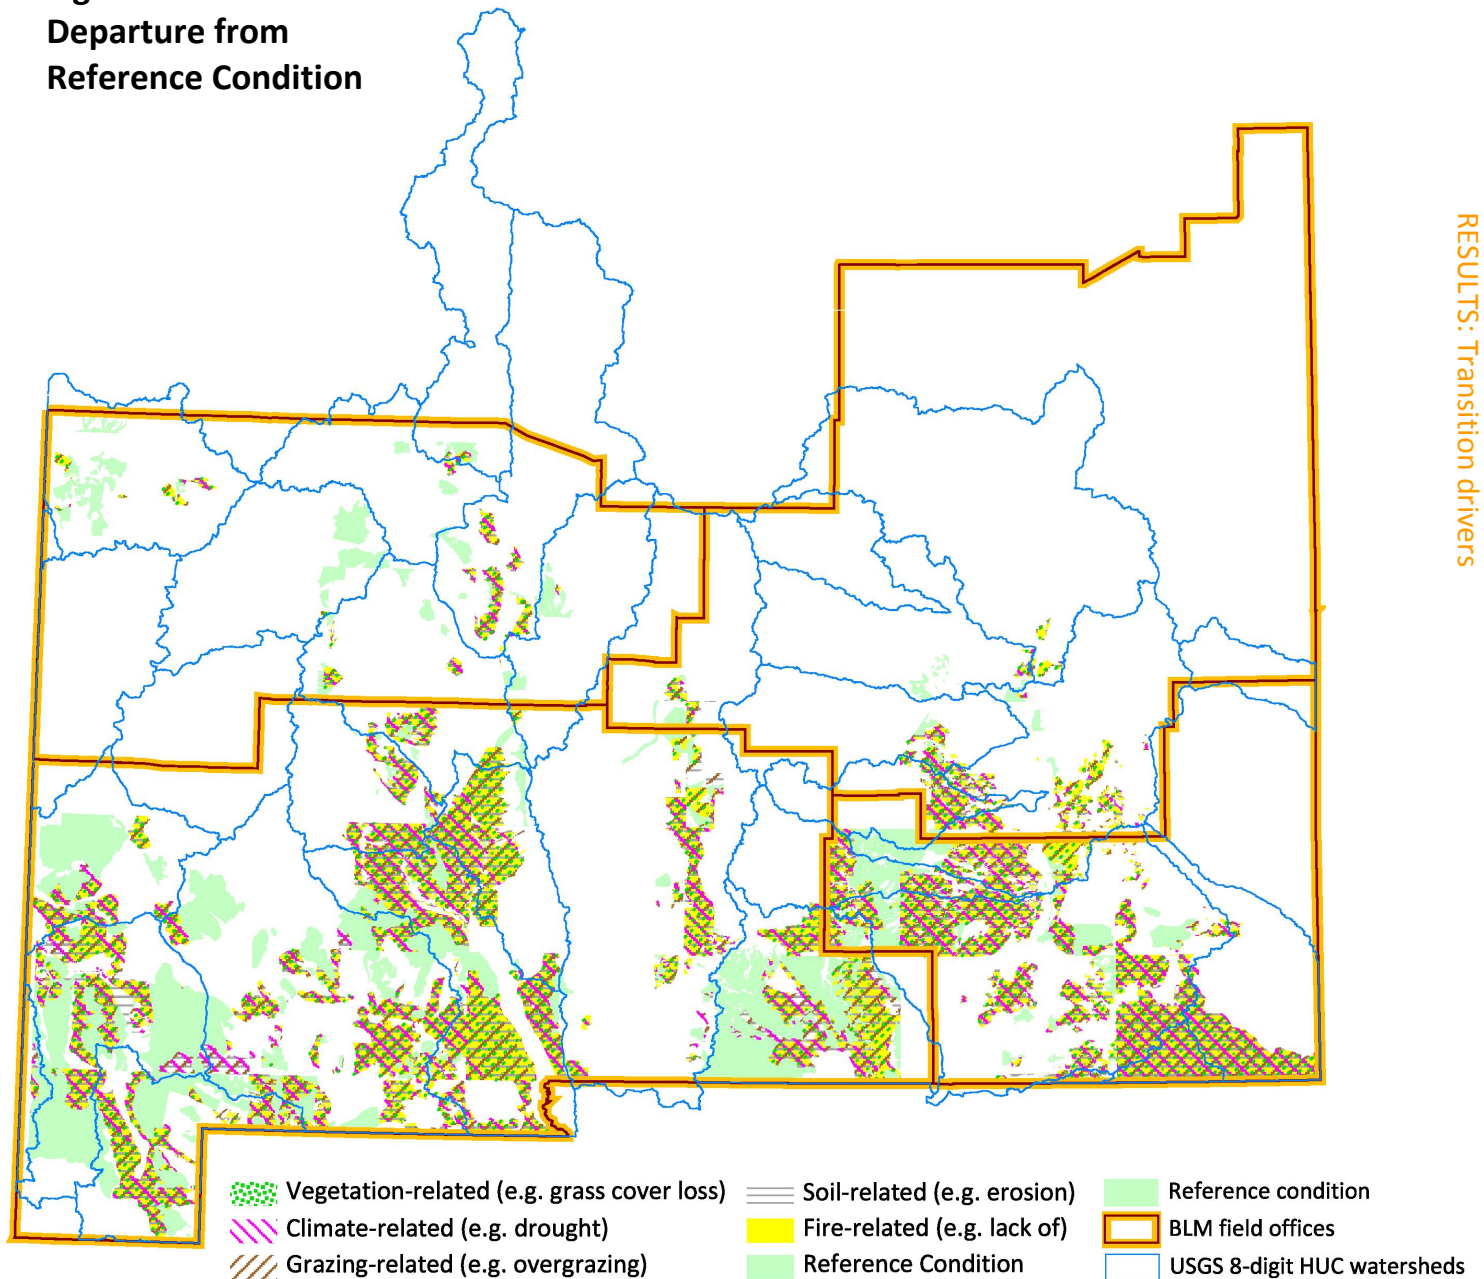 Departure from
Reference Condition
RESULTS: Transition drivers
Vegetation-related (e.g. grass cover loss)
Climate-related (e.g. drought)
Grazing-related (e.g. overgrazing)
Soil-related (e.g. erosion)
Fire-related (e.g. lack of)
Reference Condition
Reference condition
BLM field offices
USGS 8-digit HUC watersheds